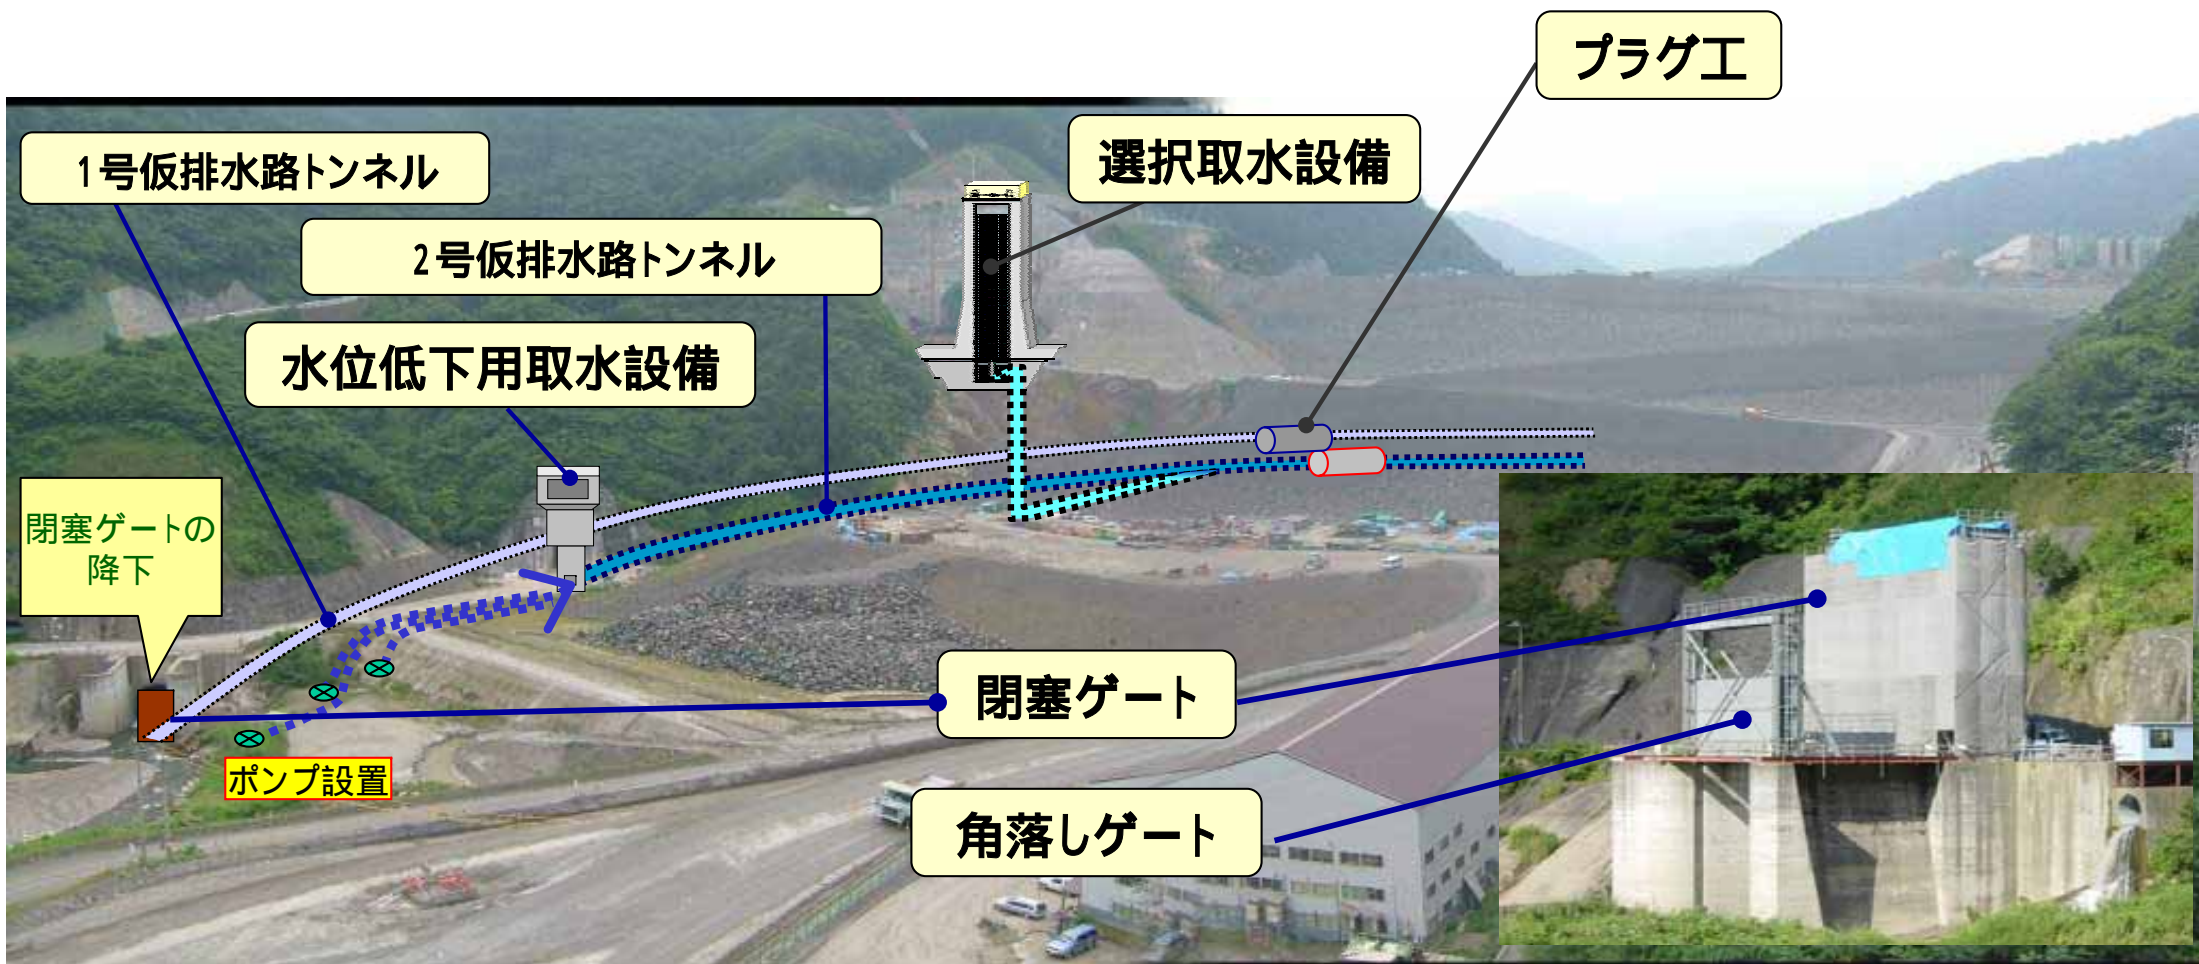 プラグ工
選択取水設備
1号仮排水路トンネル
2号仮排水路トンネル
水位低下用取水設備
閉塞ゲートの
降下
閉塞ゲート
ポンプ設置
角落しゲート